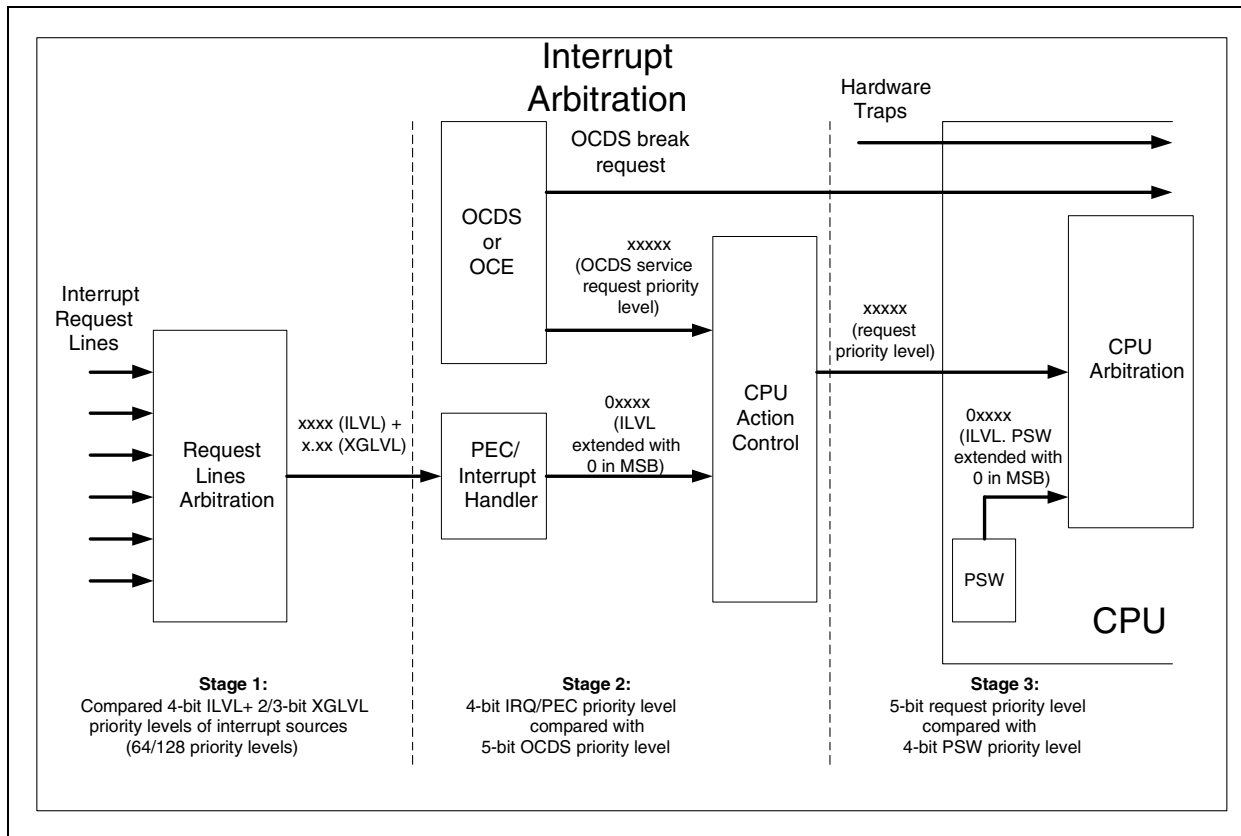 Interrupt
Arbitration
Hardware
Traps
OCDS break
request
OCDS
or
OCE
xxxxx
(OCDS service
request priority
level)
Interrupt
Request
Lines
xxxxx
(request
priority level)
CPU
Arbitration
Request
Lines
Arbitration
xxxx (ILVL) +
x.xx (XGLVL)
PEC/
Interrupt
Handler
0xxxx
(ILVL
extended with
0 in MSB)
CPU
Action
Control
0xxxx
(ILVL. PSW
extended with
0 in MSB)
PSW
CPU
Stage 1:
Compared 4-bit ILVL+ 2/3-bit XGLVL
priority levels of interrupt sources
(64/128 priority levels)
Stage 2:
4-bit IRQ/PEC priority level
compared with
5-bit OCDS priority level
Stage 3:
5-bit request priority level
compared with
4-bit PSW priority level